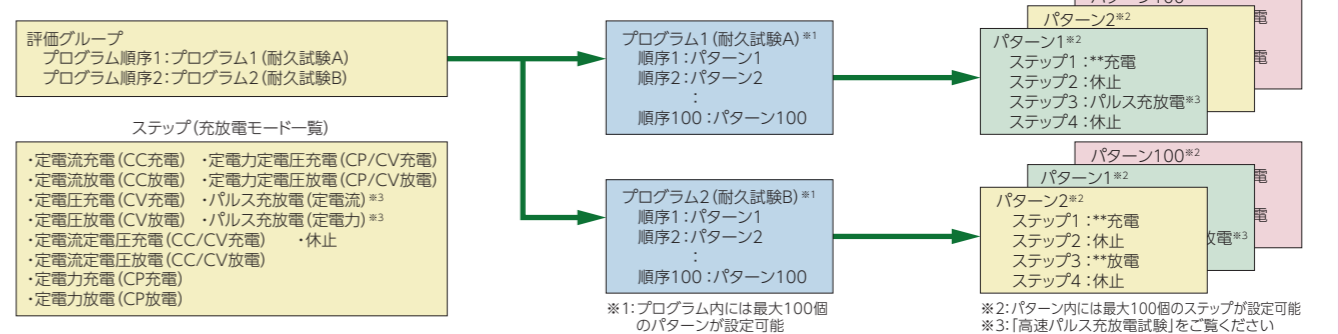 評価グループ
プログラム順序1:プログラム1(耐久試験A)
プログラム順序2:プログラム2(耐久試験B)
ステップ(充放電モード一覧)
・定電流充電(CC充電) ・定電力定電圧充電(CP/CV充電)
・定電流放電(CC放電) ・定電力定電圧放電(CP/CV放電)
・定電圧充電(CV充電) ・パルス充放電(定電流)※3
・定電圧放電(CV放電) ・パルス充放電(定電力)※3
・定電流定電圧充電(CC/CV充電) ・休止
・定電流定電圧放電(CC/CV放電)
・定電力充電(CP充電)
・定電力放電(CP放電)
プログラム1(耐久試験A)※1
順序1:パターン1
順序2:パターン2
:
順序100:パターン100
プログラム2(耐久試験B)※1
順序1:パターン1
順序2:パターン2
:
順序100:パターン100
※1:プログラム内には最大100個
のパターンが設定可能
電
電
パターン2※2
パターン1※2
ステップ1:**充電
ステップ2:休止
ステップ3:パルス充放電※3
ステップ4:休止
パターン100※2
電
電
パターン1※2
放電※3
パターン2※2
ステップ1:**充電
ステップ2:休止
ステップ3:**放電
ステップ4:休止
※2:パターン内には最大100個のステップが設定可能
※3:「高速パルス充放電試験」をご覧ください